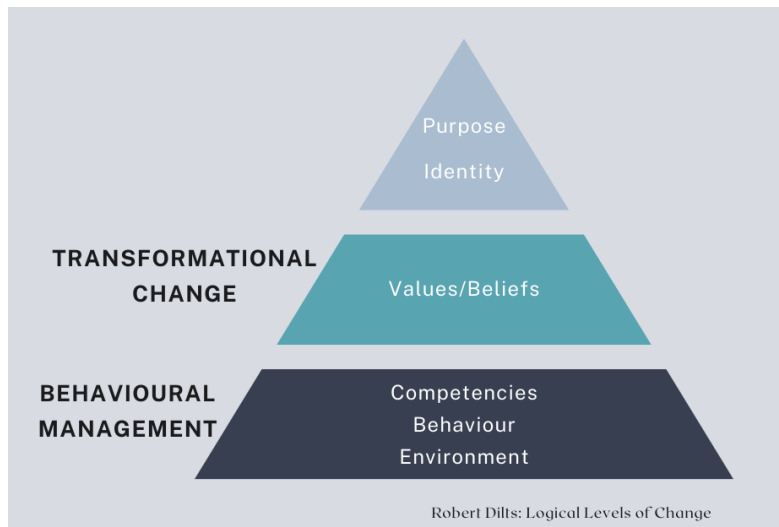 Purpose
Identity
TRANSFORMATIONAL
CHANGE
Values/Beliefs
BEHAVIOURAL
MANAGEMENT
Competencies
Behaviour
Environment
Robert Dilts: Logical Levels of Change